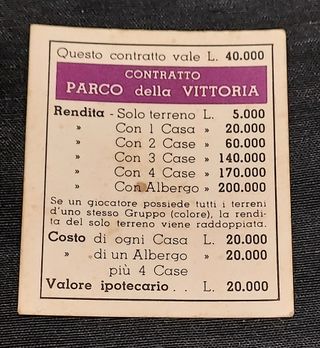 Questo contratto vale L. 40.000
CONTRATTO
PARCO della VITTORIA
Rendita - Solo terreno L. 5.000
» Con 1 Casa » 20.000
» Con 2 Case » 60.000
» Con 3 Case » 140.000
» Con 4 Case » 170.000
» Con Albergo » 200.000
Se un giocatore possiede tutti i terreni
d'uno stesso Gruppo (colore), la rendi-
ta del solo terreno viene raddoppiata.
Costo di ogni Casa L. 20.000
» di un Albergo » 20.000
più 4 Case
Valore ipotecario . . L. 20.000